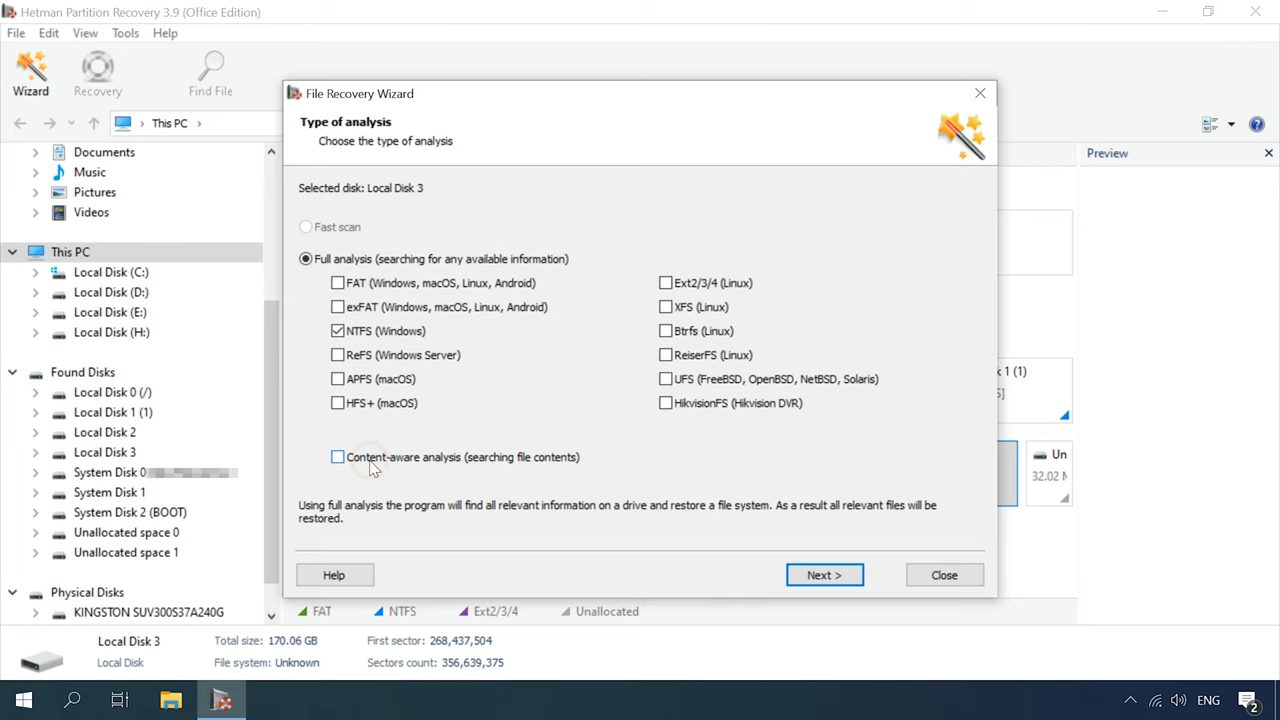 Hetman Partition Recovery 3.9 (Office Edition)
File Edit View Tools Help
Wizard Recovery Find File
This PC
Preview
Documents
Music
Pictures
Videos
This PC
Local Disk (C:)
Local Disk (D:)
Local Disk (E:)
Local Disk (H:)
Found Disks
Local Disk 0 (/)
Local Disk 1 (1)
Local Disk 2
Local Disk 3
System Disk 0
System Disk 1
System Disk 2 (BOOT)
Unallocated space 0
Unallocated space 1
Physical Disks
KINGSTON SUV300S37A240G
File Recovery Wizard
Type of analysis
Choose the type of analysis
Selected disk: Local Disk 3
Fast scan
Full analysis (searching for any available information)
FAT (Windows, macOS, Linux, Android)
exFAT (Windows, macOS, Linux, Android)
NTFS (Windows)
ReFS (Windows Server)
APFS (macOS)
HFS+ (macOS)
Ext2/3/4 (Linux)
XFS (Linux)
Btrfs (Linux)
ReiserFS (Linux)
UFS (FreeBSD, OpenBSD, NetBSD, Solaris)
HikvisionFS (Hikvision DVR)
Content-aware analysis (searching file contents)
Using full analysis the program will find all relevant information on a drive and restore a file system. As a result all relevant files will be
restored.
Help Next > Close
1 (1)
Un
32.02
FAT NTFS Ext2/3/4 Unallocated
Local Disk 3 Total size: 170.06 GB First sector: 268,437,504
Local Disk File system: Unknown Sectors count: 356,639,375
ENG 2